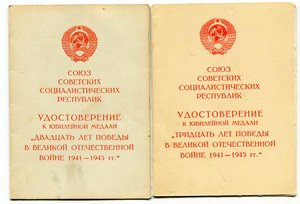 СОЮЗ
СОВЕТСКИХ
СОЦИАЛИСТИЧЕСКИХ
РЕСПУБЛИК
УДОСТОВЕРЕНИЕ
К ЮБИЛЕЙНОЙ МЕДАЛИ
„ДВАДЦАТЬ ЛЕТ ПОБЕДЫ
В ВЕЛИКОЙ ОТЕЧЕСТВЕННОЙ
ВОЙНЕ 1941—1945 гг.“
СОЮЗ
СОВЕТСКИХ
СОЦИАЛИСТИЧЕСКИХ
РЕСПУБЛИК
УДОСТОВЕРЕНИЕ
К ЮБИЛЕЙНОЙ МЕДАЛИ
„ТРИДЦАТЬ ЛЕТ ПОБЕДЫ
В ВЕЛИКОЙ ОТЕЧЕСТВЕННОЙ
ВОЙНЕ 1941—1945 гг.“